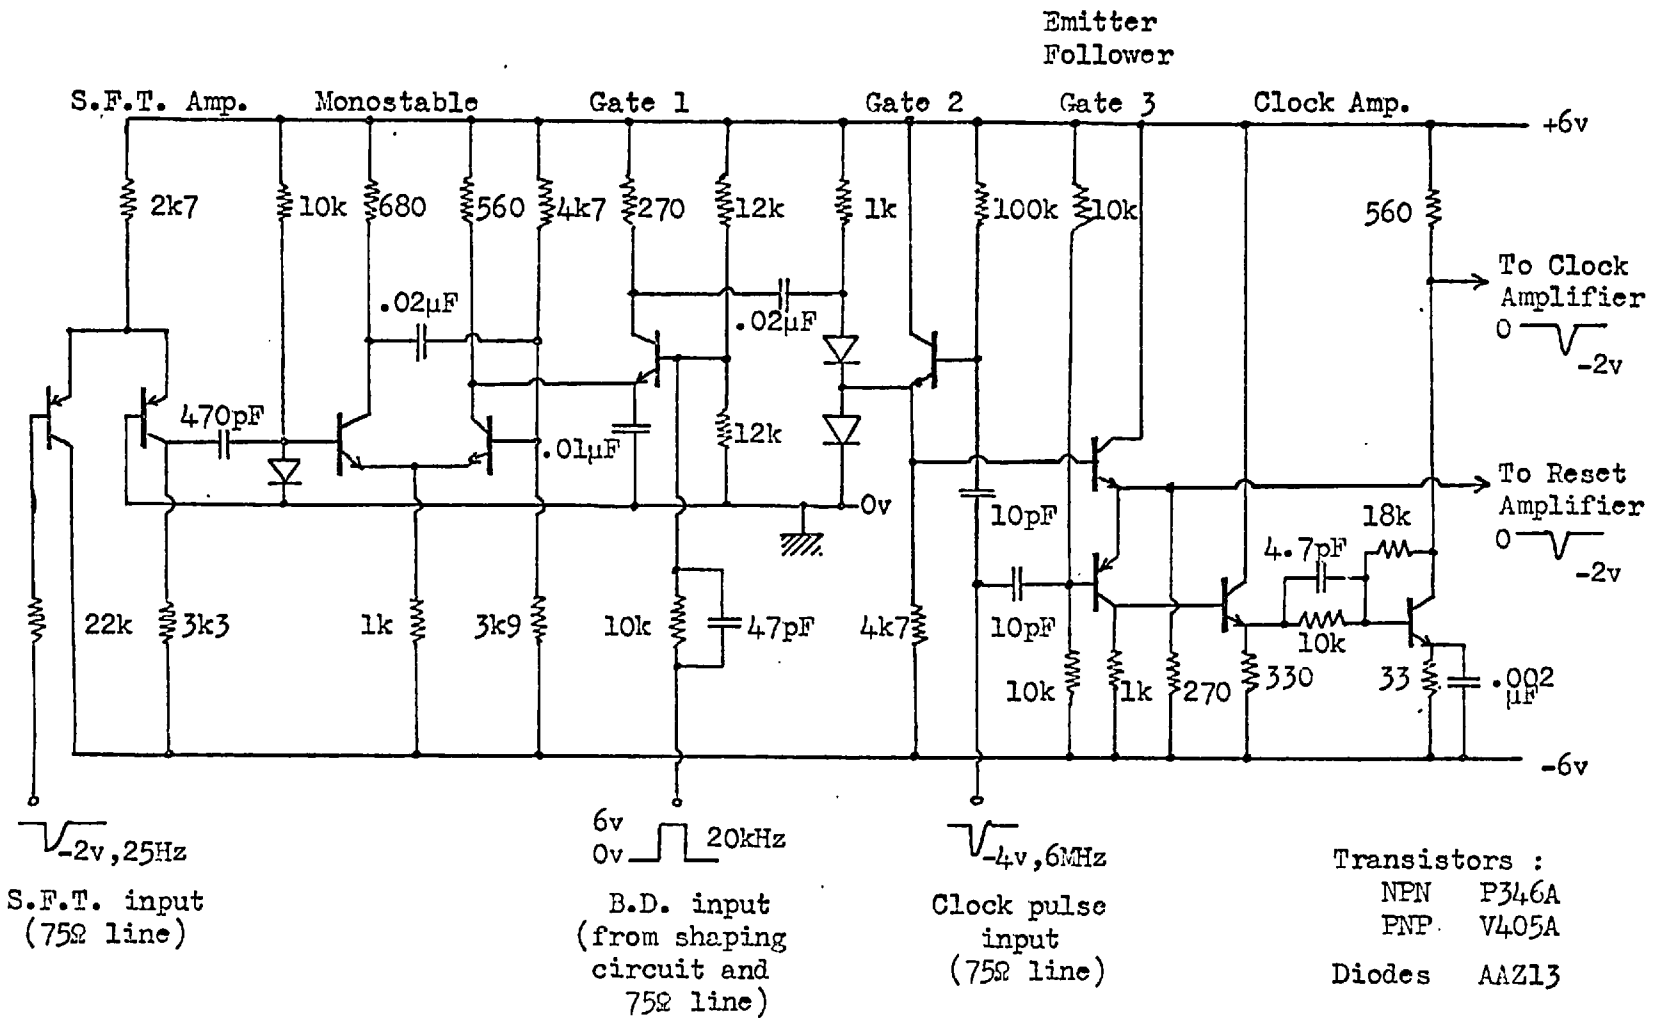 Emitter
Follower
S.F.T. Amp.
Monostable
Gate 1
Gate 2
Gate 3
Clock Amp.
+6v
2k7
10k
680
560
4k7
270
12k
1k
100k
10k
560
To Clock
Amplifier
0
-2v
.02µF
.02µF
470pF
.01µF
12k
0v
To Reset
Amplifier
0
-2v
10pF
18k
4.7pF
22k
3k3
1k
3k9
10k
47pF
4k7
10pF
10k
10k
1k
270
330
33
.002
µF
-6v
-2v,25Hz
6v
0v
20kHz
-4v,6MHz
S.F.T. input
(75Ω line)
B.D. input
(from shaping
circuit and
75Ω line)
Clock pulse
input
(75Ω line)
Transistors :
NPN P346A
PNP V405A
Diodes AAZ13